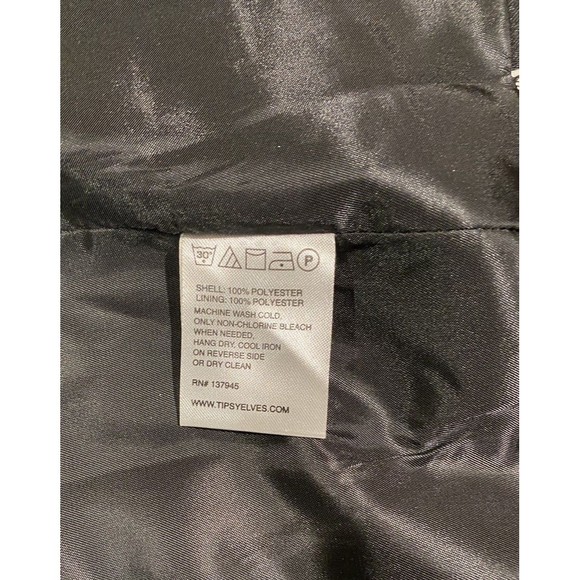 30° P
SHELL: 100% POLYESTER
LINING: 100% POLYESTER
MACHINE WASH COLD,
ONLY NON-CHLORINE BLEACH
WHEN NEEDED,
HANG DRY, COOL IRON
ON REVERSE SIDE
OR DRY CLEAN
RN# 137945
WWW.TIPSYELVES.COM